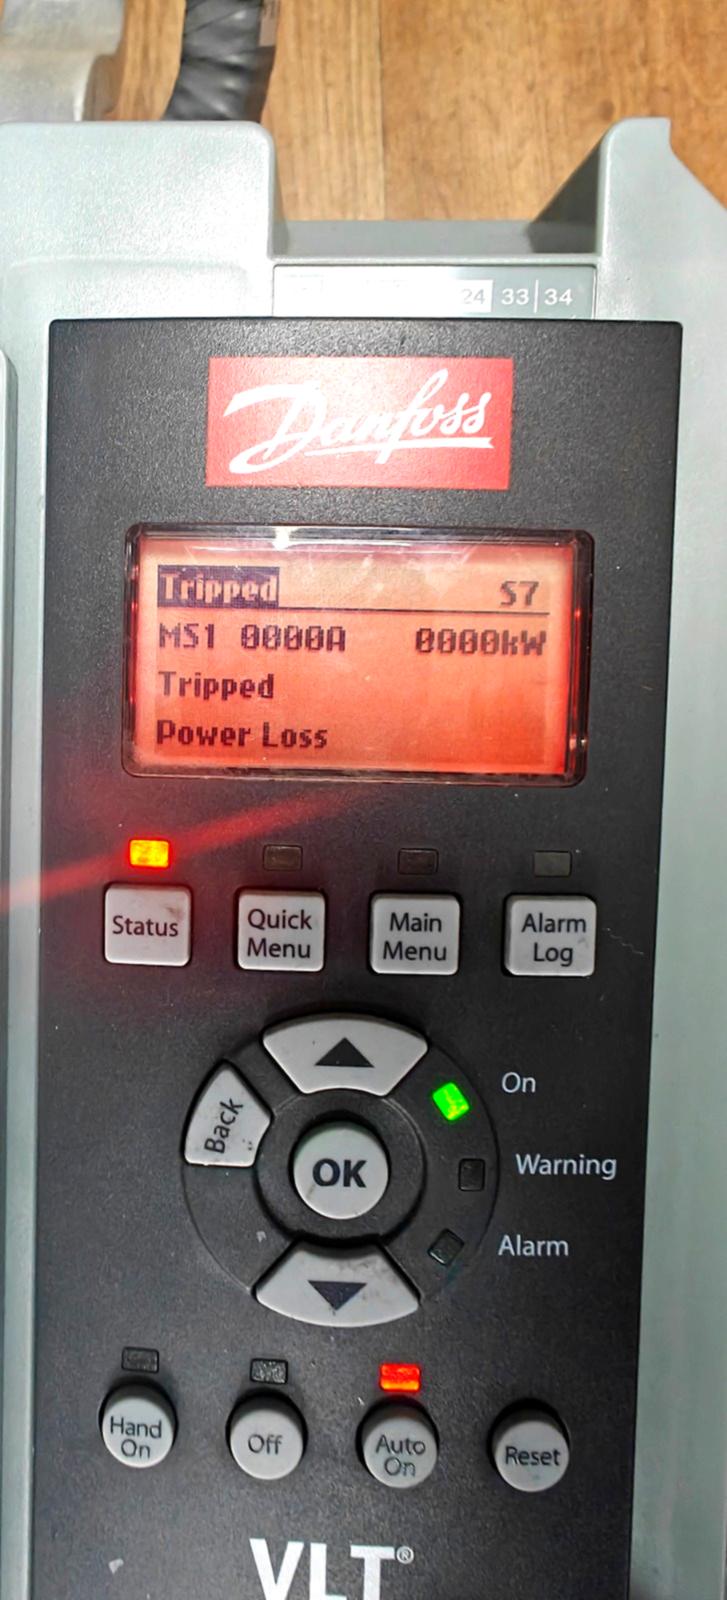 24 33 34
Danfoss
Tripped S7
MS1 0000A 0000kW
Tripped
Power Loss
Status
Quick Menu
Main Menu
Alarm Log
On
Back
OK
Warning
Alarm
Hand On
Off
Auto On
Reset
VLT®